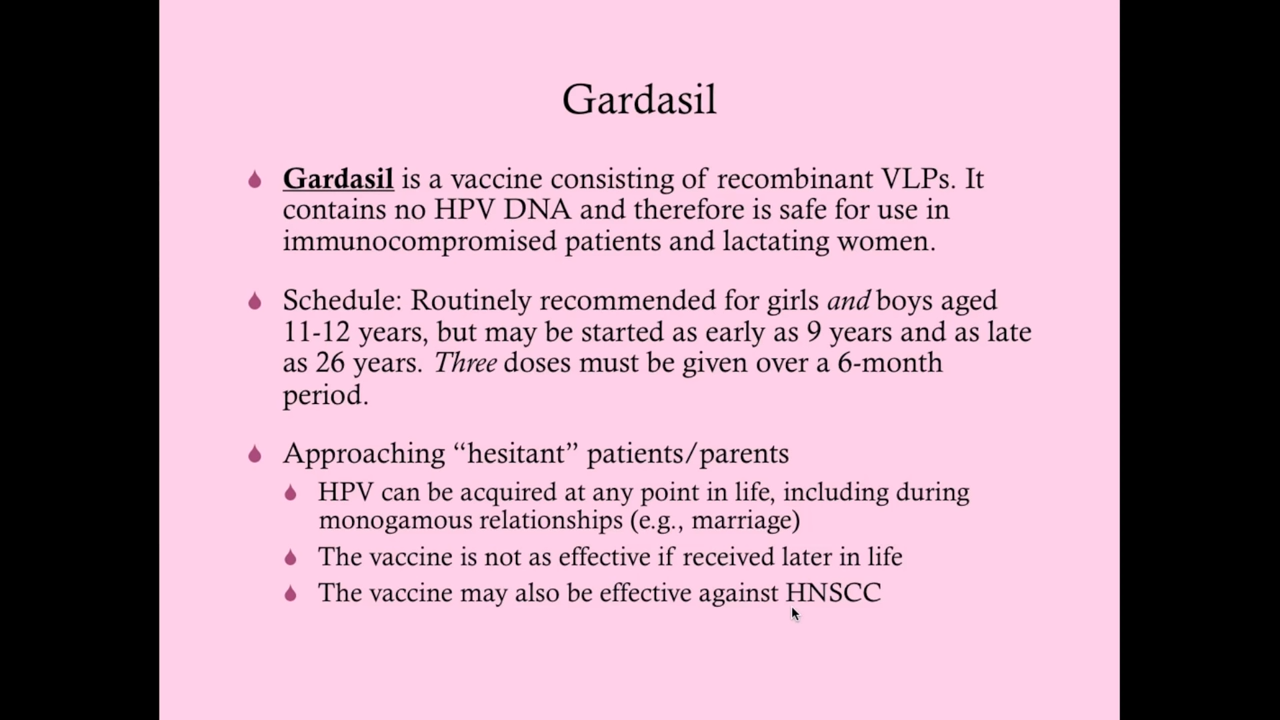 Gardasil
Gardasil is a vaccine consisting of recombinant VLPs. It
contains no HPV DNA and therefore is safe for use in
immunocompromised patients and lactating women.
Schedule: Routinely recommended for girls and boys aged
11-12 years, but may be started as early as 9 years and as late
as 26 years. Three doses must be given over a 6-month
period.
Approaching “hesitant” patients/parents
HPV can be acquired at any point in life, including during
monogamous relationships (e.g., marriage)
The vaccine is not as effective if received later in life
The vaccine may also be effective against HNSCC